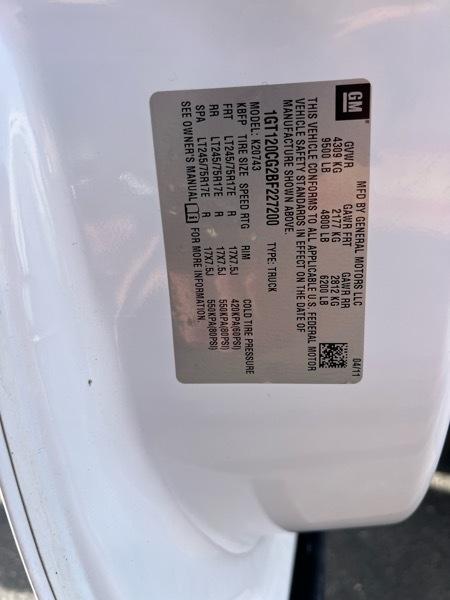 GM
MFD BY GENERAL MOTORS LLC
04/11
GVWR GAWR FRT GAWR RR
4309 KG 2177 KG 2812 KG
9500 LB 4800 LB 6200 LB
THIS VEHICLE CONFORMS TO ALL APPLICABLE U.S. FEDERAL MOTOR
VEHICLE SAFETY STANDARDS IN EFFECT ON THE DATE OF
MANUFACTURE SHOWN ABOVE.
1GT120CG2BF227200 TYPE: TRUCK
MODEL: K20743
KBFP TIRE SIZE SPEED RTG RIM COLD TIRE PRESSURE
FRT LT245/75R17E R 17X7.5J 420KPA(60PSI)
RR LT245/75R17E R 17X7.5J 550KPA(80PSI)
SPA LT245/75R17E R 17X7.5J 550KPA(80PSI)
SEE OWNER'S MANUAL FOR MORE INFORMATION.